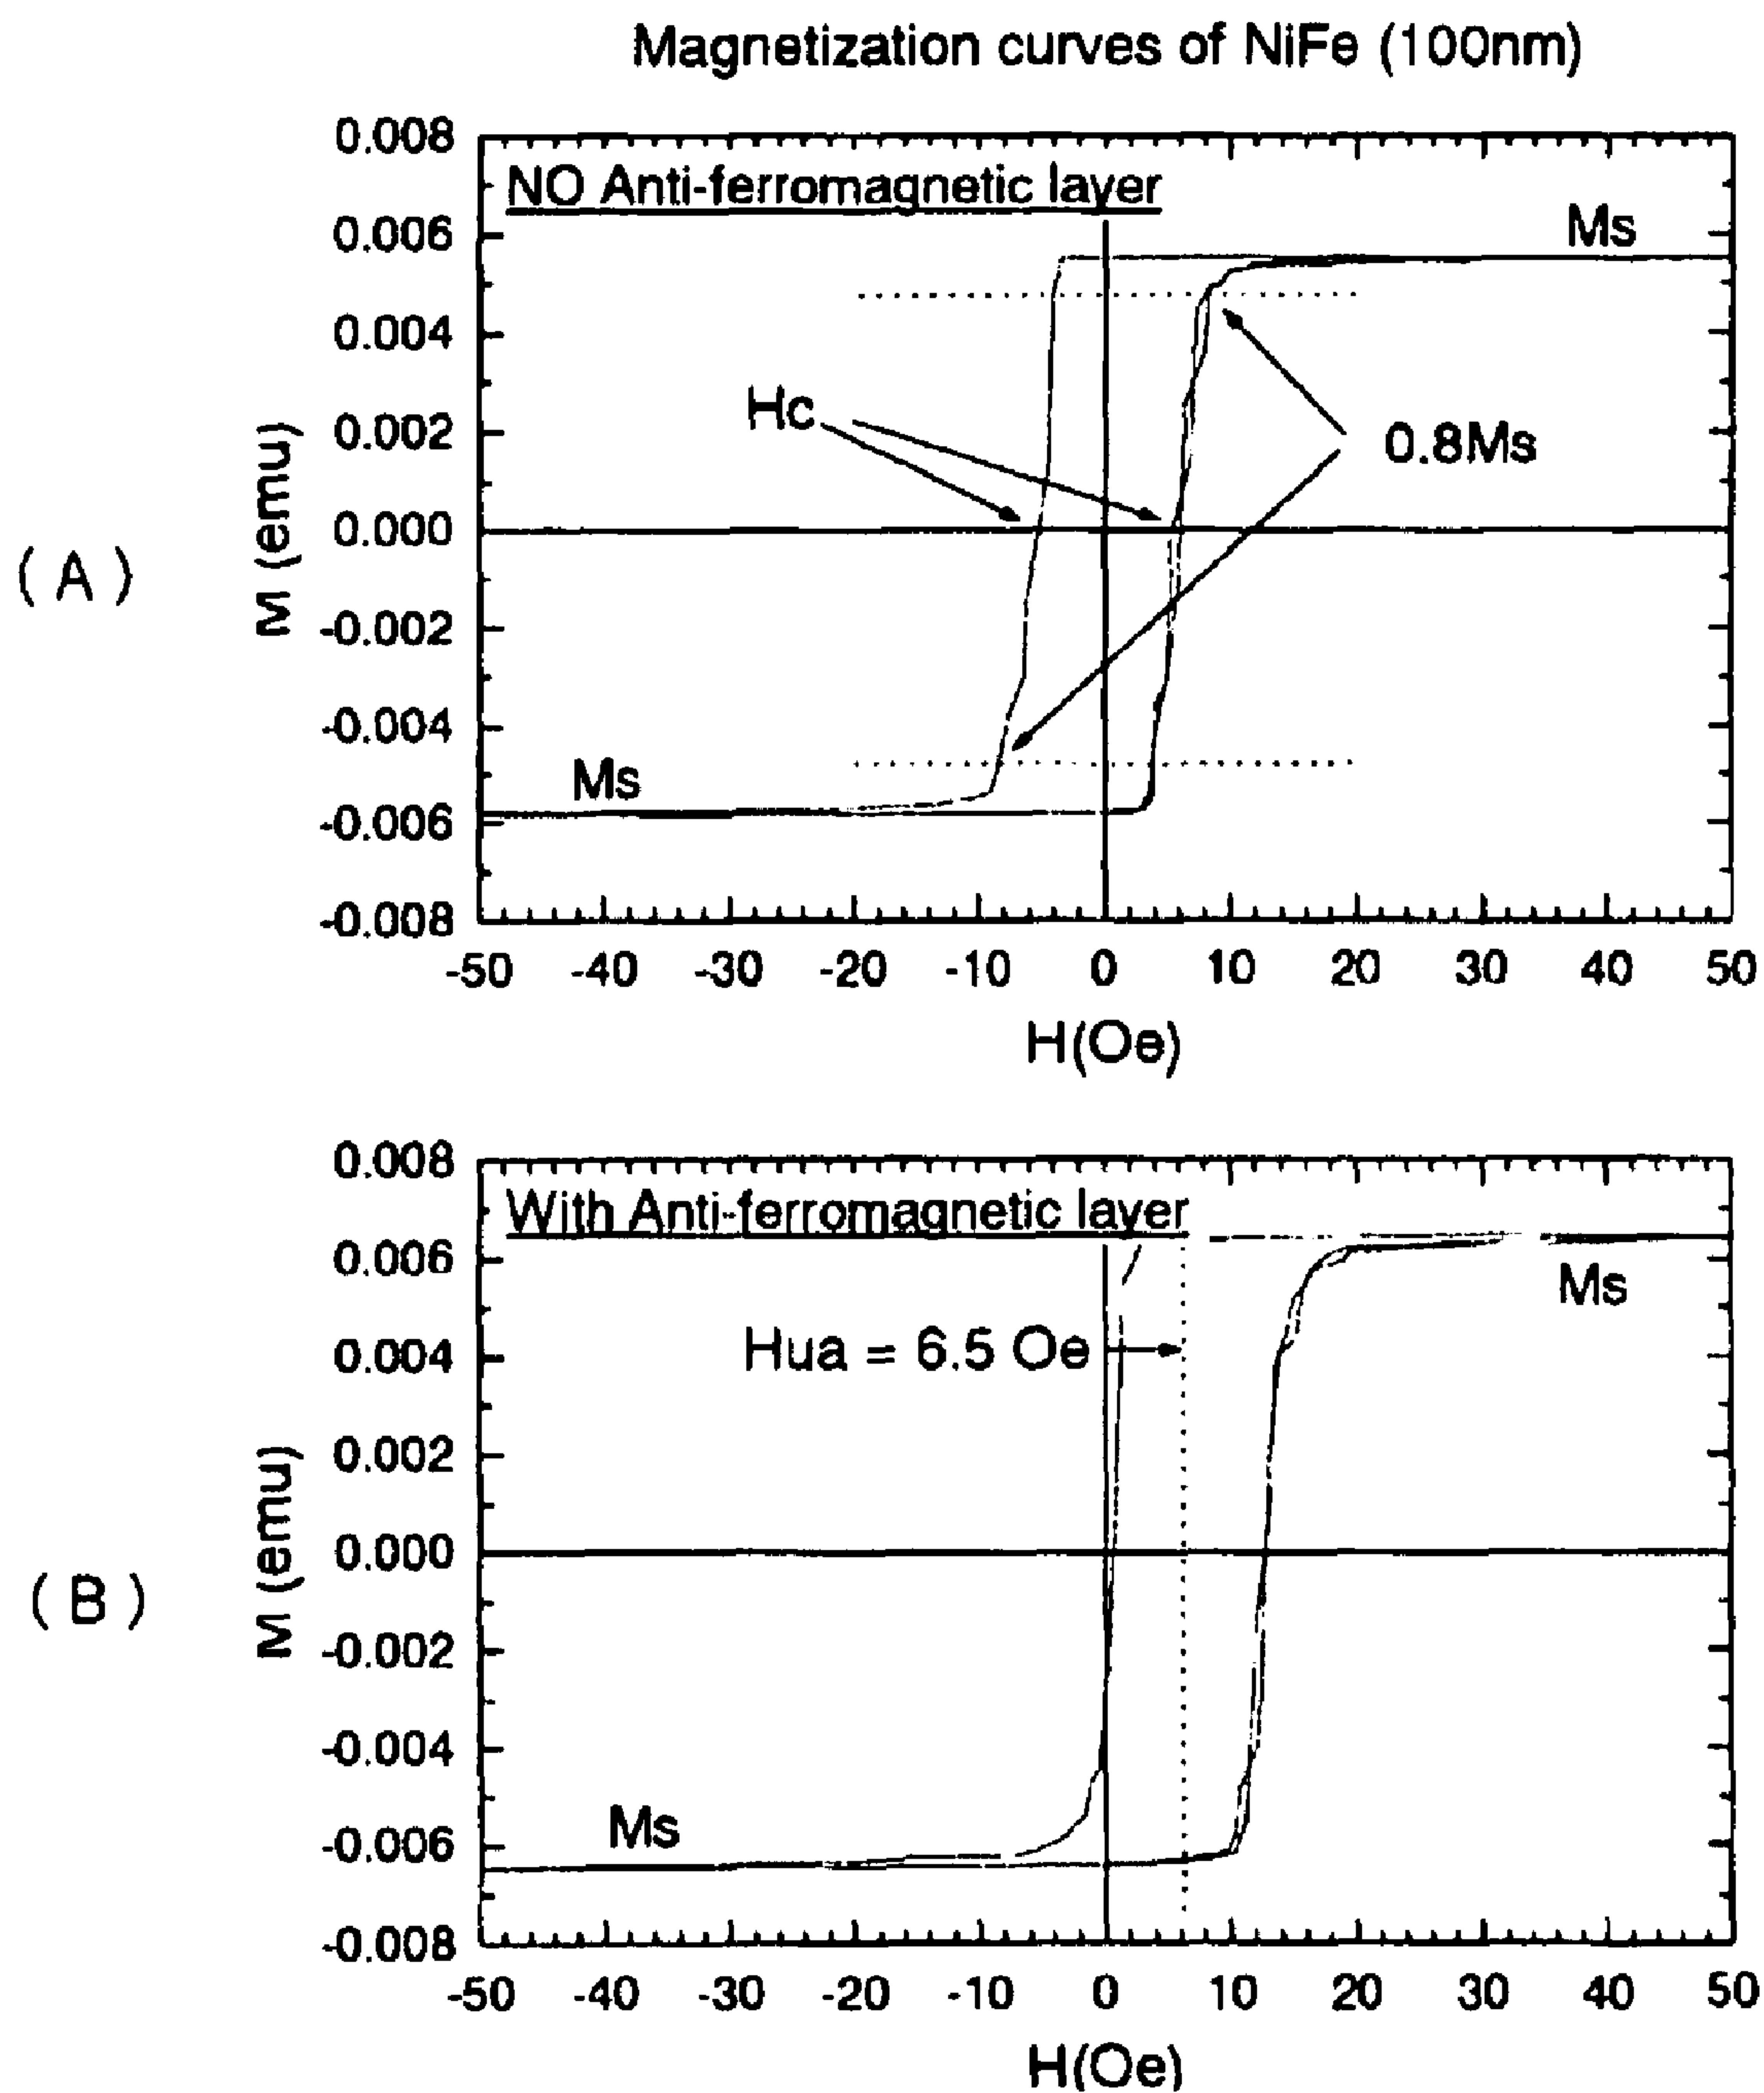 Magnetization curves of NiFe (100nm)
(A)
M (emu)
0.008
0.006
0.004
0.002
0.000
-0.002
-0.004
-0.006
-0.008
NO Anti-ferromagnetic layer
Ms
Hc
0.8Ms
Ms
-50 -40 -30 -20 -10 0 10 20 30 40 50
H(Oe)
(B)
M (emu)
0.008
0.006
0.004
0.002
0.000
-0.002
-0.004
-0.006
-0.008
With Anti-ferromagnetic layer
Ms
Hua = 6.5 Oe
Ms
-50 -40 -30 -20 -10 0 10 20 30 40 50
H(Oe)